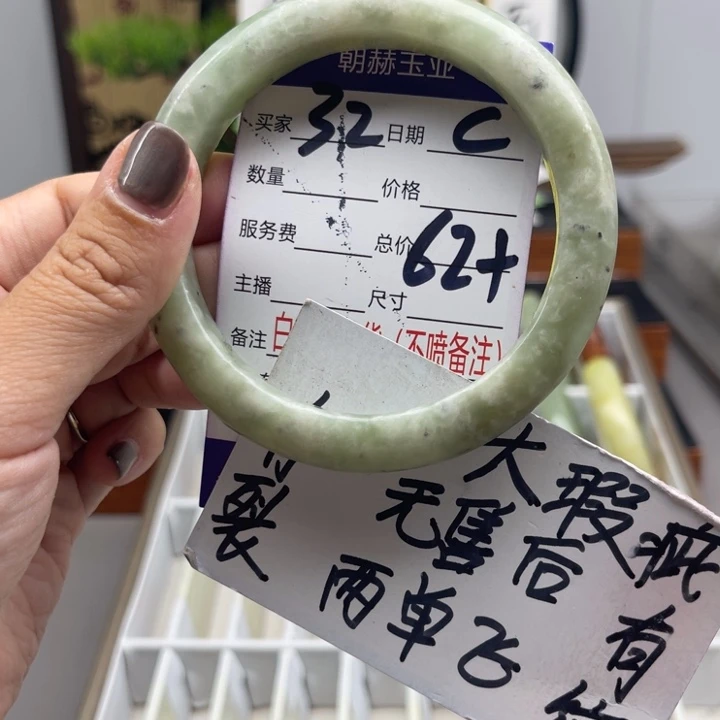 朝赫玉业
买家 32 日期 C
数量 价格
服务费 总价 62+
主播 尺寸
备注 (不喷备注)
大瑕疵有
裂 无售后
两单飞